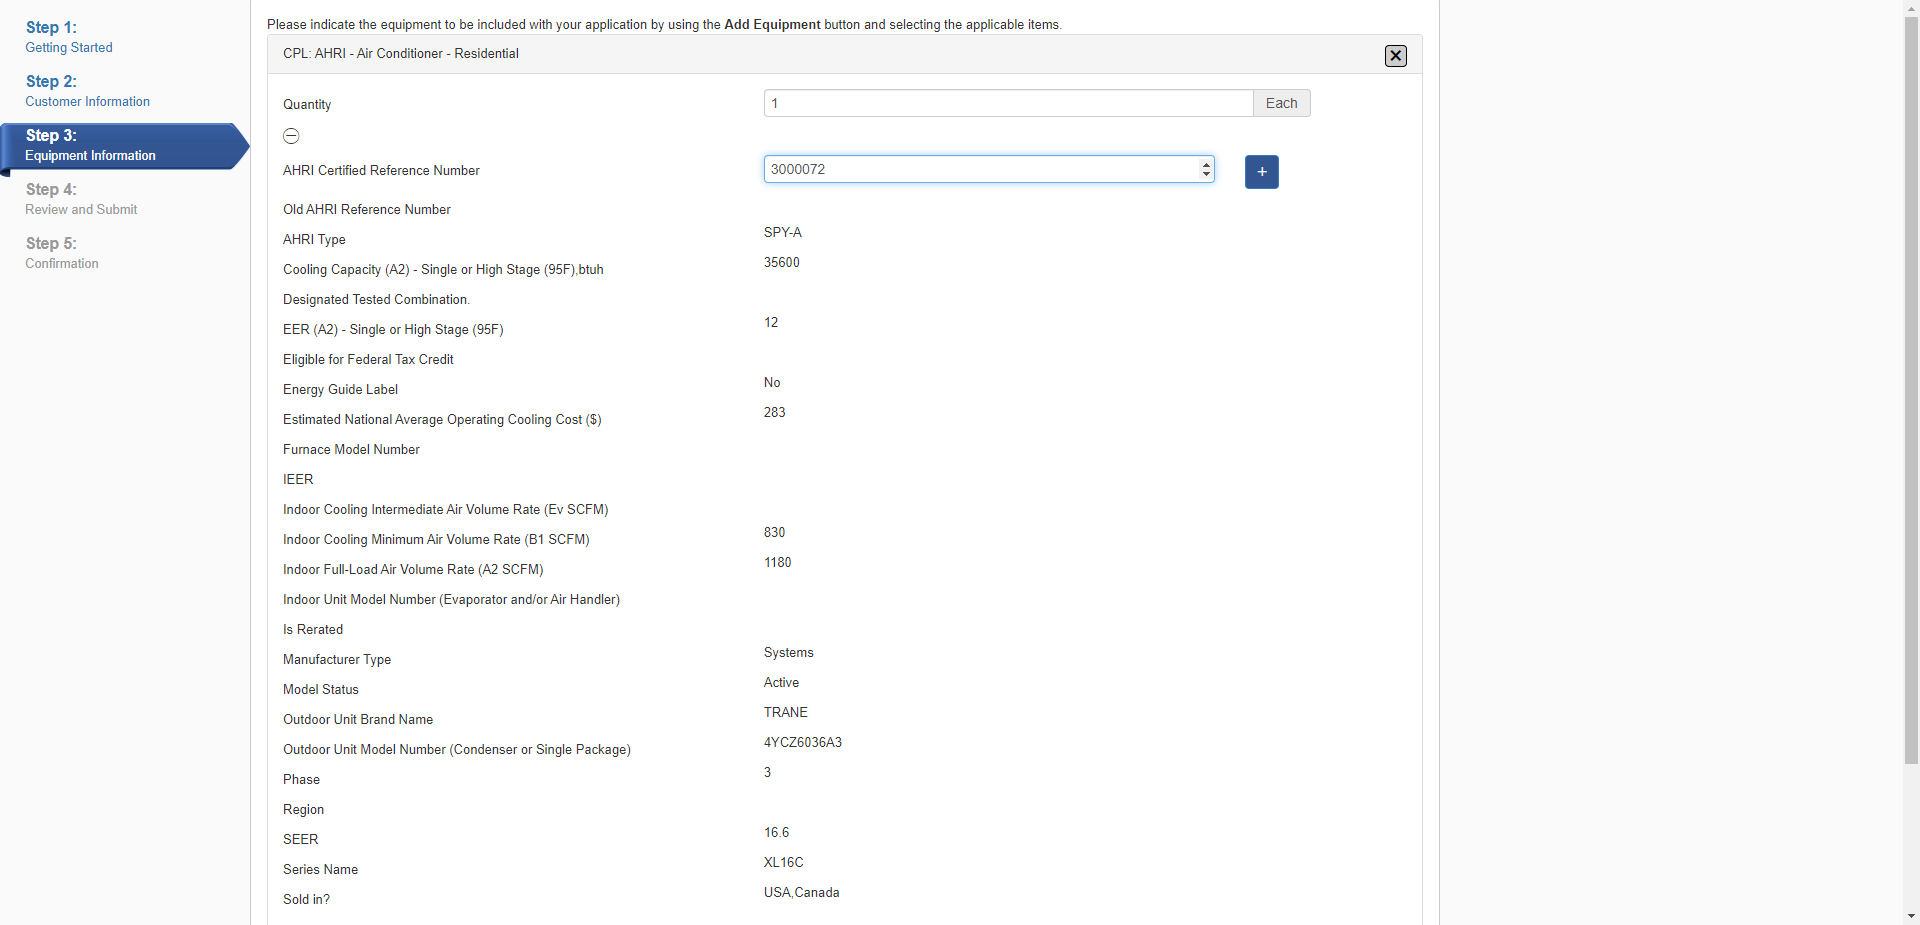 Step 1:
Getting Started
Step 2:
Customer Information
Step 3:
Equipment Information
Step 4:
Review and Submit
Step 5:
Confirmation
Please indicate the equipment to be included with your application by using the Add Equipment button and selecting the applicable items.
CPL: AHRI - Air Conditioner - Residential
Quantity 1 Each
AHRI Certified Reference Number 3000072 +
Old AHRI Reference Number
AHRI Type SPY-A
Cooling Capacity (A2) - Single or High Stage (95F),btuh 35600
Designated Tested Combination.
EER (A2) - Single or High Stage (95F) 12
Eligible for Federal Tax Credit
Energy Guide Label No
Estimated National Average Operating Cooling Cost ($) 283
Furnace Model Number
IEER
Indoor Cooling Intermediate Air Volume Rate (Ev SCFM)
Indoor Cooling Minimum Air Volume Rate (B1 SCFM) 830
Indoor Full-Load Air Volume Rate (A2 SCFM) 1180
Indoor Unit Model Number (Evaporator and/or Air Handler)
Is Rerated
Manufacturer Type Systems
Model Status Active
Outdoor Unit Brand Name TRANE
Outdoor Unit Model Number (Condenser or Single Package) 4YCZ6036A3
Phase 3
Region
SEER 16.6
Series Name XL16C
Sold in? USA,Canada